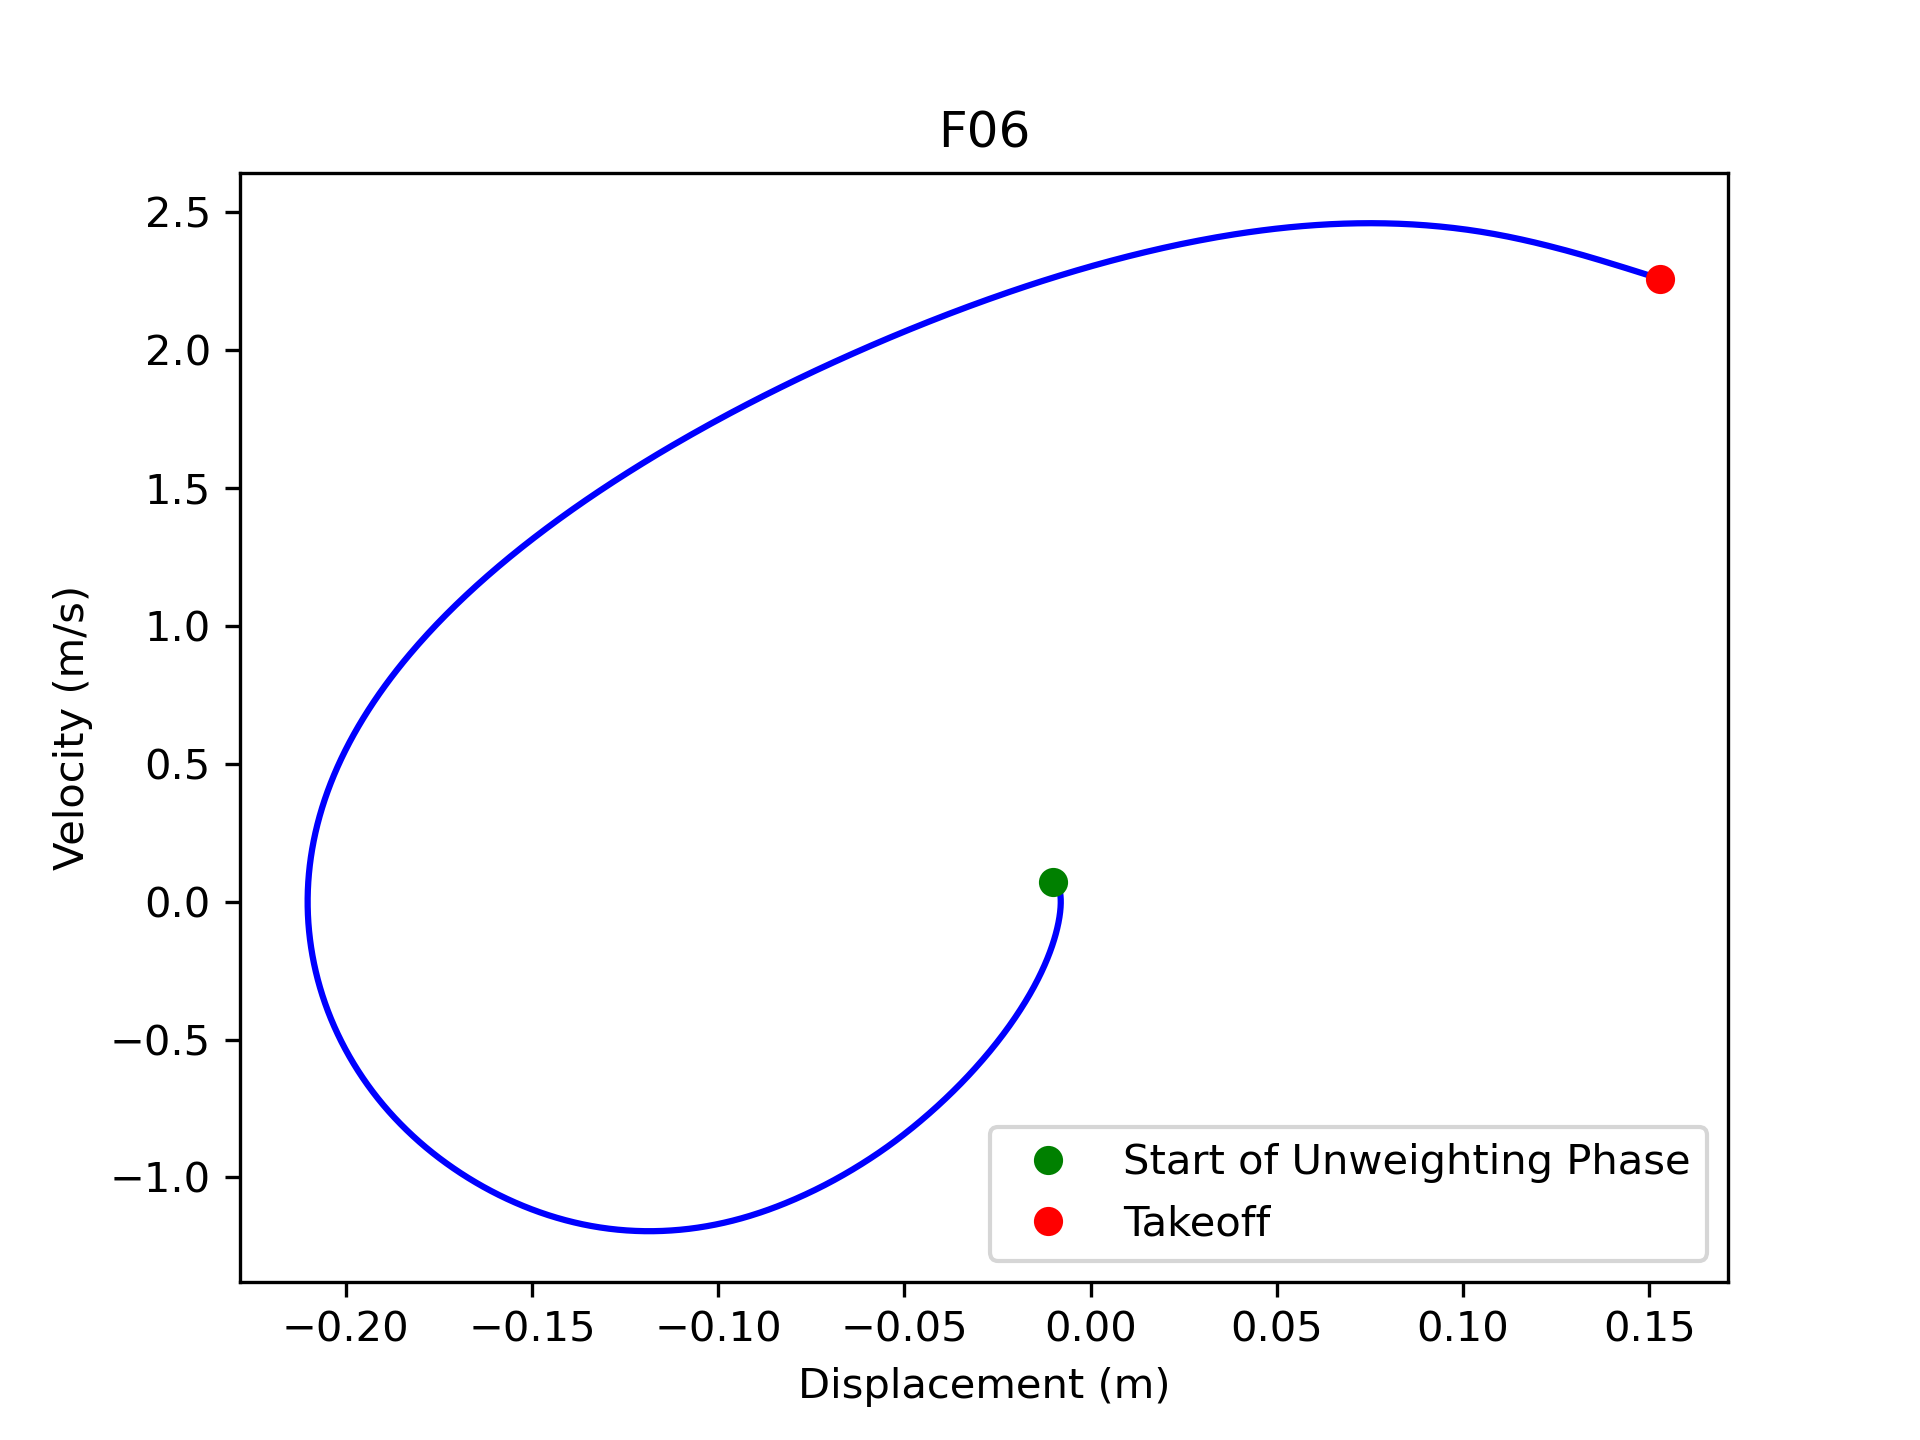 F06
2.5
2.0
1.5
1.0
0.5
0.0
−0.5
−1.0
Velocity (m/s)
Start of Unweighting Phase
Takeoff
−0.20 −0.15 −0.10 −0.05 0.00 0.05 0.10 0.15
Displacement (m)